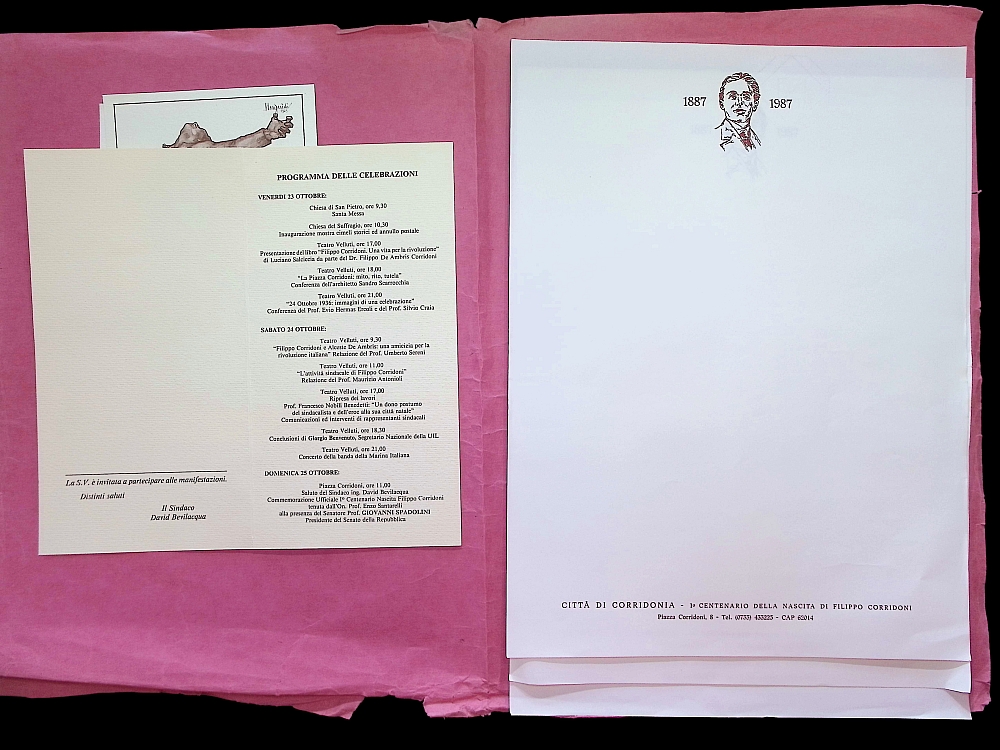 PROGRAMMA DELLE CELEBRAZIONI
VENERDI 23 OTTOBRE:
Chiesa di San Pietro, ore 9,30
Santa Messa
Chiesa del Suffragio, ore 10,30
Inaugurazione mostra cimeli storici ed annullo postale
Teatro Velluti, ore 17,00
Presentazione del libro "Filippo Corridoni. Una vita per la rivoluzione"
di Luciano Salciccia da parte del Dr. Filippo De Ambris Corridoni
Teatro Velluti, ore 18,00
"La Piazza Corridoni: mito, rito, tutela"
Conferenza dell'architetto Sandro Scarrocchia
Teatro Velluti, ore 21,00
"24 Ottobre 1936: immagini di una celebrazione"
Conferenza del Prof. Evio Hermas Ercoli e del Prof. Silvio Craia
SABATO 24 OTTOBRE:
Teatro Velluti, ore 9,30
"Filippo Corridoni e Alceste De Ambris: una amicizia per la
rivoluzione italiana" Relazione del Prof. Umberto Sereni
Teatro Velluti, ore 11,00
"L'attività sindacale di Filippo Corridoni"
Relazione del Prof. Maurizio Antonioli
Teatro Velluti, ore 17,00
Ripresa dei lavori
Prof. Francesco Nobili Benedetti: "Un dono postumo
del sindacalista e dell'eroe alla sua città natale"
Comunicazioni ed interventi di rappresentanti sindacali
Teatro Velluti, ore 18,30
Conclusioni di Giorgio Benvenuto, Segretario Nazionale della UIL
Teatro Velluti, ore 21,00
Concerto della banda della Marina Italiana
DOMENICA 25 OTTOBRE:
Piazza Corridoni, ore 11,00
Saluto del Sindaco ing. David Bevilacqua
Commemorazione Ufficiale 1º Centenario Nascita Filippo Corridoni
tenuta dall'On. Prof. Enzo Santarelli
alla presenza del Senatore Prof. GIOVANNI SPADOLINI
Presidente del Senato della Repubblica
La S.V. è invitata a partecipare alle manifestazioni.
Distinti saluti
Il Sindaco
David Bevilacqua
1887 1987
CITTÀ DI CORRIDONIA - 1º CENTENARIO DELLA NASCITA DI FILIPPO CORRIDONI
Piazza Corridoni, 8 - Tel. (0733) 433225 - CAP 62014